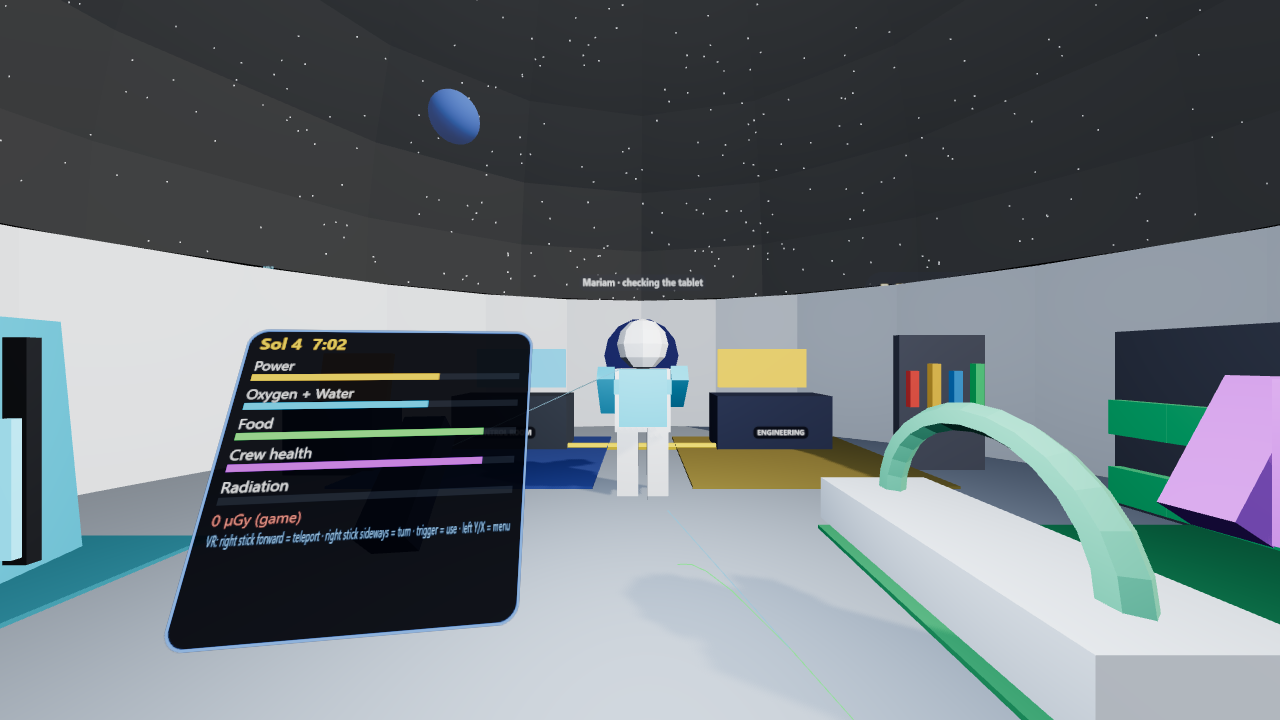 Mariam · checking the tablet
Sol 4 7:02
Power
Oxygen + Water
Food
Crew health
Radiation
0 µGy (game)
VR: right stick forward = teleport · right stick sideways = turn · trigger = use · left Y/X = menu
ENGINEERING